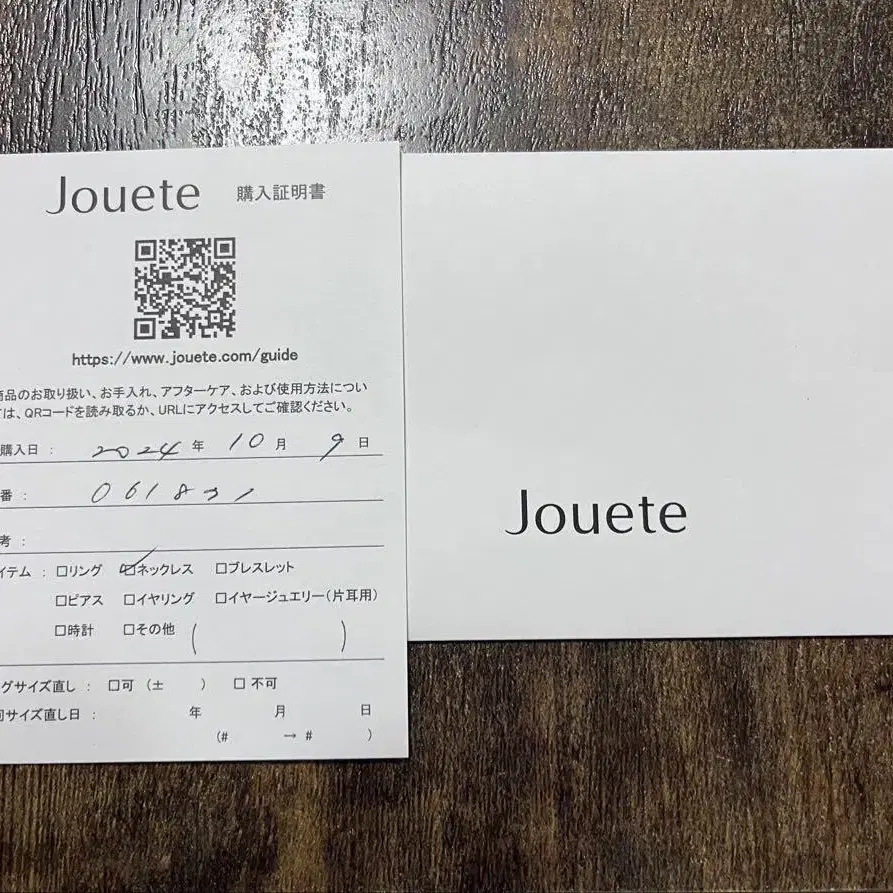 Jouete 購入証明書
https://www.jouete.com/guide
商品のお取り扱い、お手入れ、アフターケア、および使用方法につい
ては、QRコードを読み取るか、URLにアクセスしてご確認ください。
購入日 : 2024 年 10 月 9 日
番 :
考 :
イテム : □リング ☑ネックレス □ブレスレット
□ピアス □イヤリング □イヤージュエリー(片耳用)
□時計 □その他 ( )
グサイズ直し : □可 (± ) □ 不可
回サイズ直し日 : 年 月 日
(# → # )
Jouete